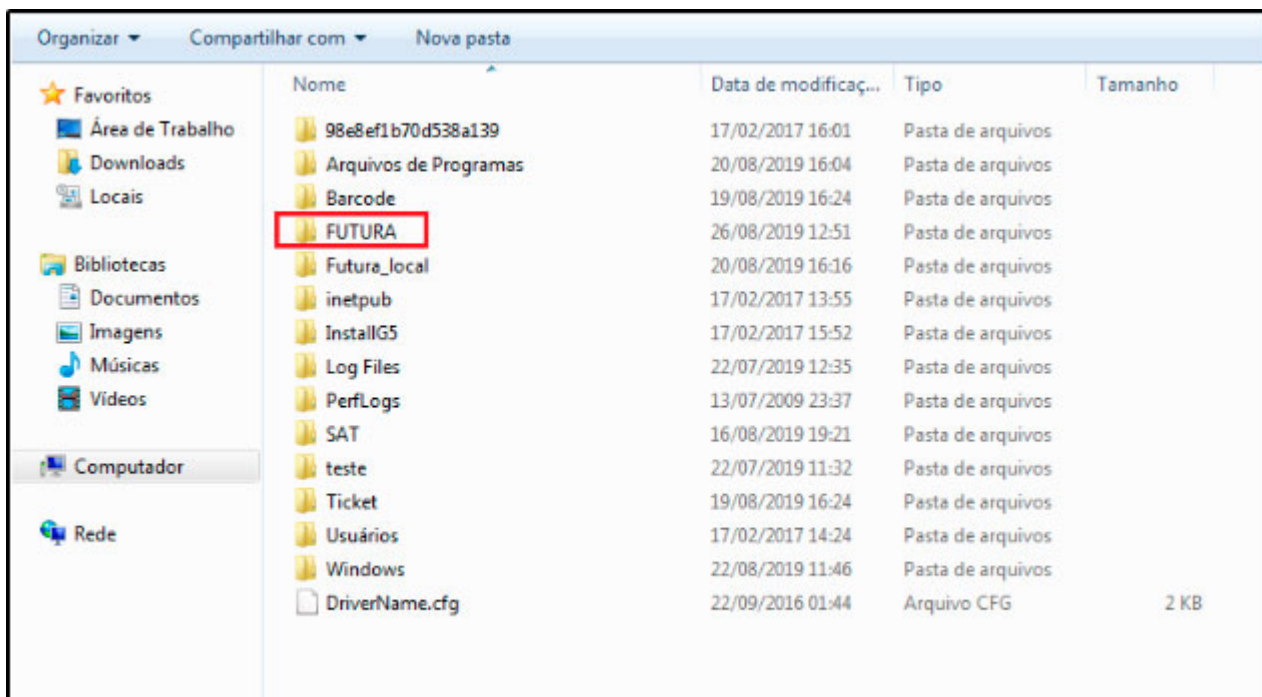 Organizar Compartilhar com Nova pasta
Favoritos
Área de Trabalho
Downloads
Locais
Bibliotecas
Documentos
Imagens
Músicas
Vídeos
Computador
Rede
Nome Data de modificaç... Tipo Tamanho
98e8ef1b70d538a139 17/02/2017 16:01 Pasta de arquivos
Arquivos de Programas 20/08/2019 16:04 Pasta de arquivos
Barcode 19/08/2019 16:24 Pasta de arquivos
FUTURA 26/08/2019 12:51 Pasta de arquivos
Futura_local 20/08/2019 16:16 Pasta de arquivos
inetpub 17/02/2017 13:55 Pasta de arquivos
InstallG5 17/02/2017 15:52 Pasta de arquivos
Log Files 22/07/2019 12:35 Pasta de arquivos
PerfLogs 13/07/2009 23:37 Pasta de arquivos
SAT 16/08/2019 19:21 Pasta de arquivos
teste 22/07/2019 11:32 Pasta de arquivos
Ticket 19/08/2019 16:24 Pasta de arquivos
Usuários 17/02/2017 14:24 Pasta de arquivos
Windows 22/08/2019 11:46 Pasta de arquivos
DriverName.cfg 22/09/2016 01:44 Arquivo CFG 2 KB